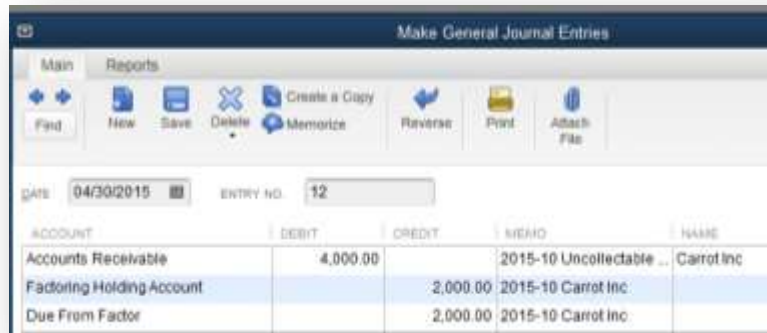 Make General Journal Entries
Main Reports
Find New Save Delete Create a Copy Memorize Reverse Print Attach File
DATE 04/30/2015 ENTRY NO. 12
ACCOUNT DEBIT CREDIT MEMO NAME
Accounts Receivable 4,000.00 2015-10 Uncollectable ... Carrot Inc
Factoring Holding Account 2,000.00 2015-10 Carrot Inc
Due From Factor 2,000.00 2015-10 Carrot Inc